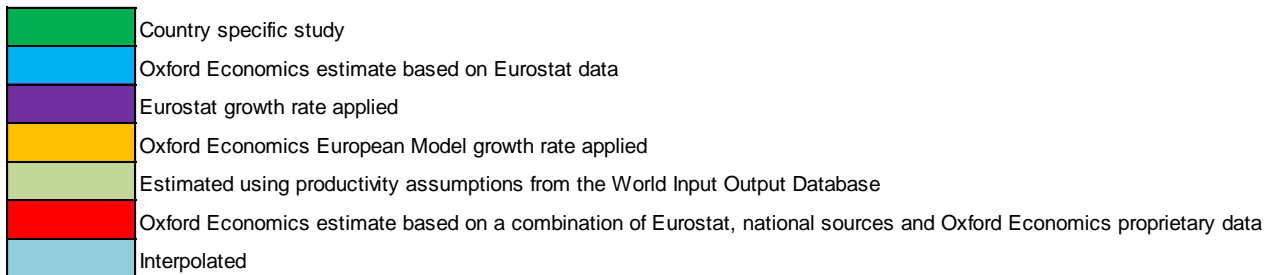 Country specific study
Oxford Economics estimate based on Eurostat data
Eurostat growth rate applied
Oxford Economics European Model growth rate applied
Estimated using productivity assumptions from the World Input Output Database
Oxford Economics estimate based on a combination of Eurostat, national sources and Oxford Economics proprietary data
Interpolated